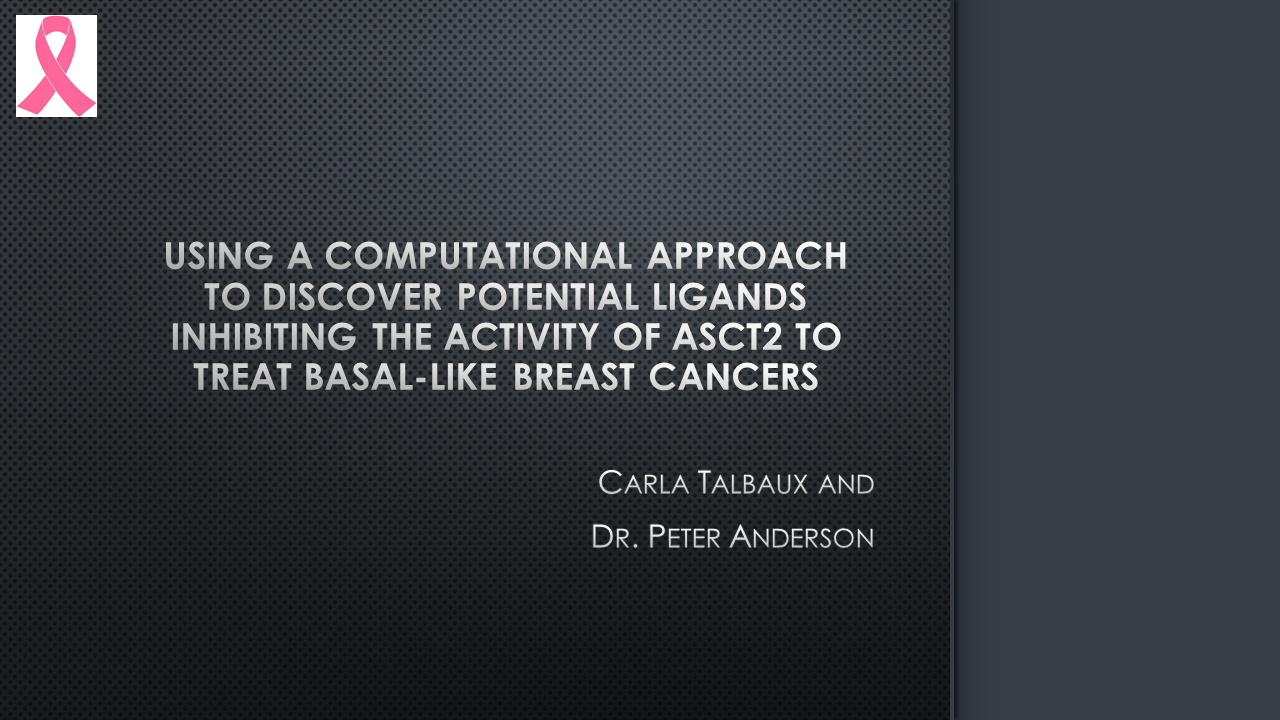 USING A COMPUTATIONAL APPROACH
TO DISCOVER POTENTIAL LIGANDS
INHIBITING THE ACTIVITY OF ASCT2 TO
TREAT BASAL-LIKE BREAST CANCERS
CARLA TALBAUX AND
DR. PETER ANDERSON